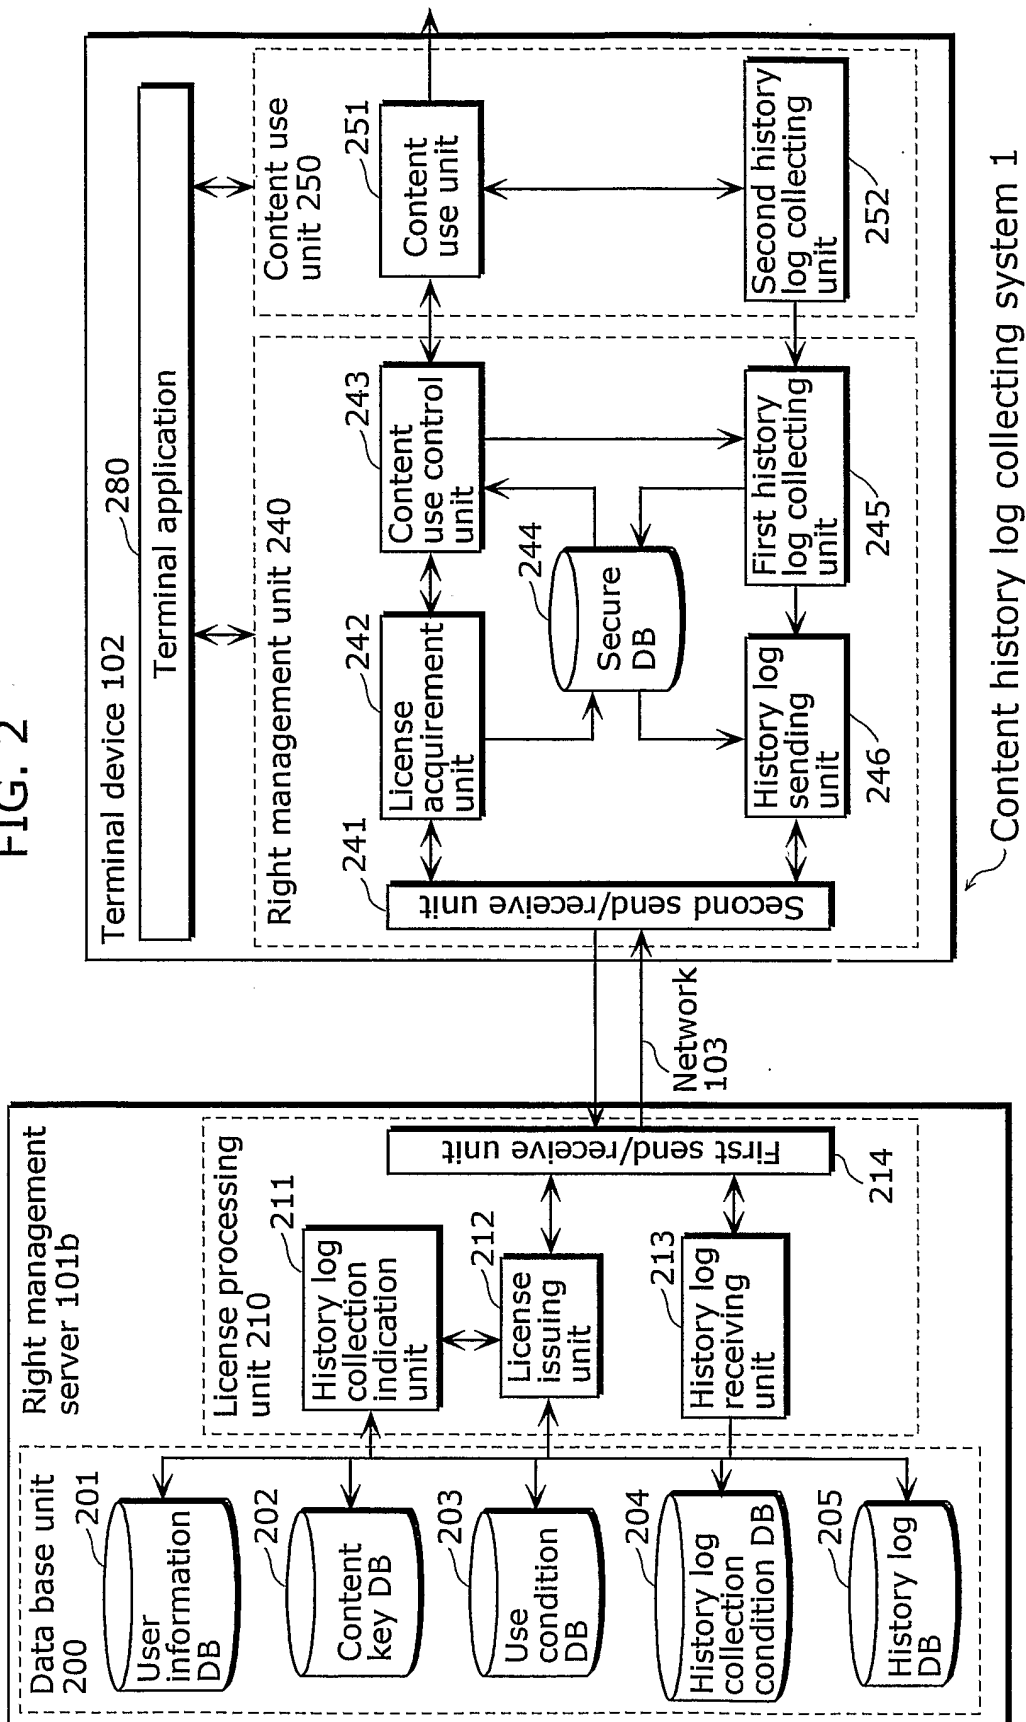 FIG. 2
Right management
server 101b
Data base unit
200
201
User
information
DB
202
Content
key DB
203
Use
condition
DB
204
History log
collection
condition DB
205
History log
DB
License processing
unit 210
211
History log
collection
indication
unit
212
License
issuing
unit
213
History log
receiving
unit
First send/receive unit
214
Network
103
Terminal device 102
280
Terminal application
Right management unit 240
241
Second send/receive unit
242
License
acquirement
unit
243
Content
use control
unit
244
Secure
DB
First history
log collecting
unit
245
History log
sending
unit
246
Content use
unit 250
251
Content
use unit
Second history
log collecting
unit
252
Content history log collecting system 1